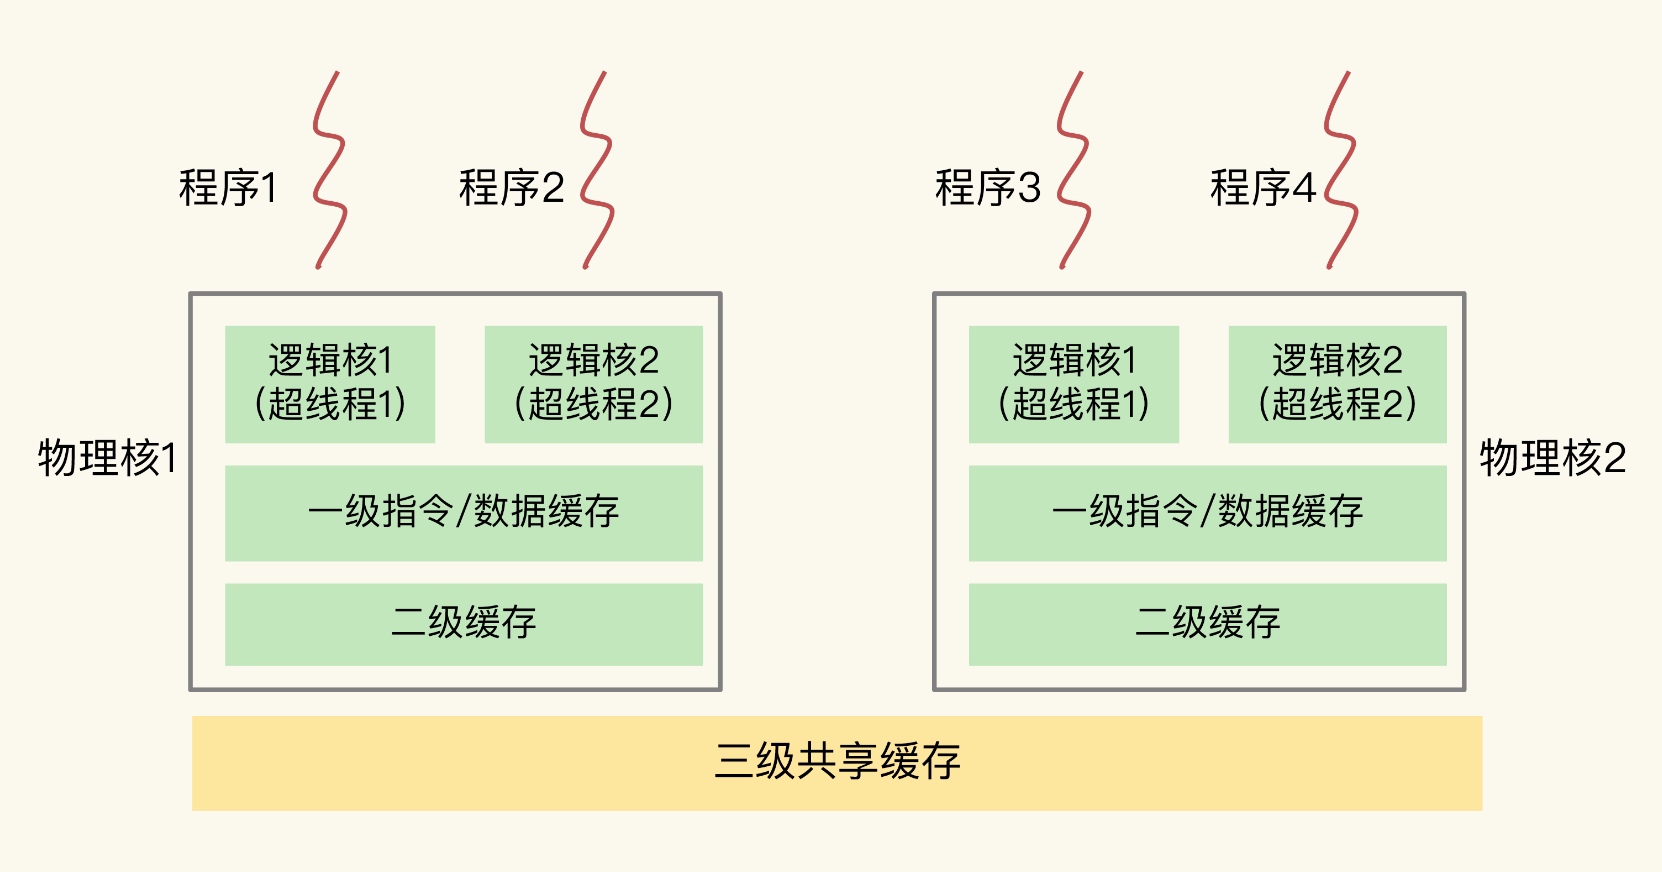 程序1
程序2
程序3
程序4
物理核1
逻辑核1
(超线程1)
逻辑核2
(超线程2)
一级指令/数据缓存
二级缓存
逻辑核1
(超线程1)
逻辑核2
(超线程2)
一级指令/数据缓存
二级缓存
物理核2
三级共享缓存